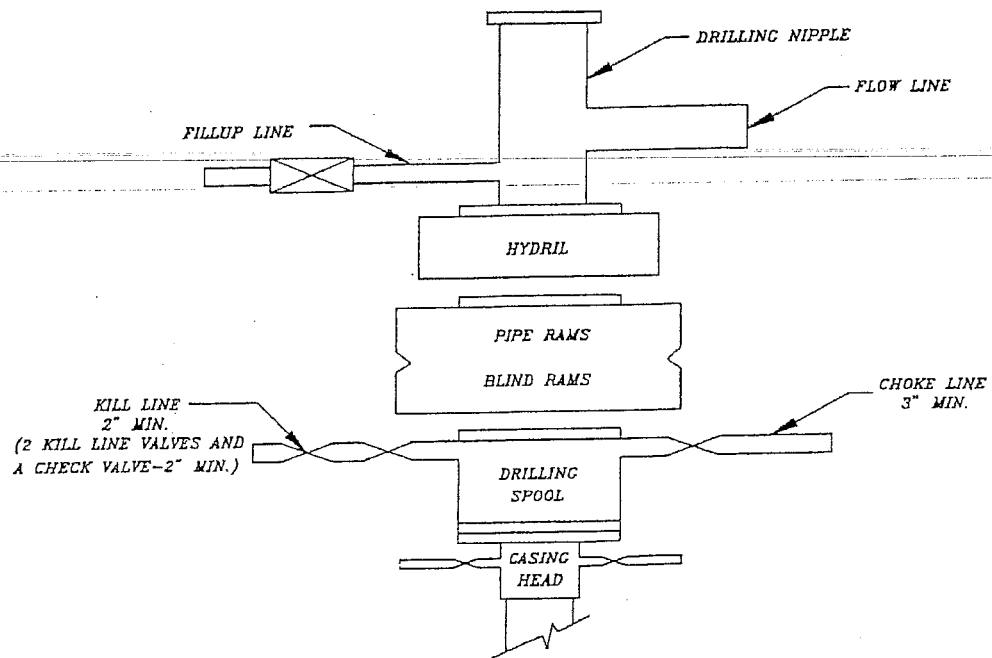 DRILLING NIPPLE
FLOW LINE
FILLUP LINE
HYDRIL
PIPE RAMS
BLIND RAMS
CHOKE LINE
3" MIN.
KILL LINE
2" MIN.
(2 KILL LINE VALVES AND
A CHECK VALVE-2" MIN.)
DRILLING
SPOOL
CASING
HEAD